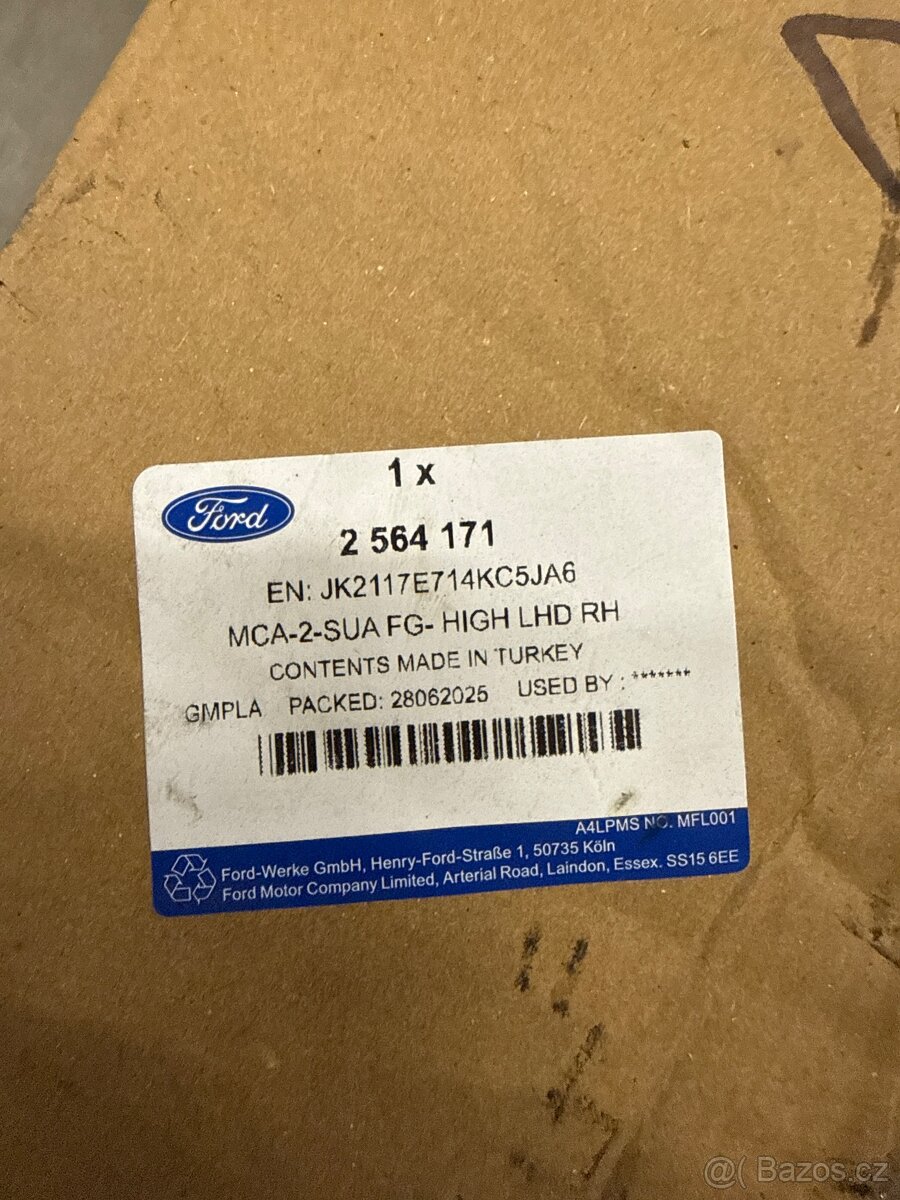 1 x
Ford
2 564 171
EN: JK2117E714KC5JA6
MCA-2-SUA FG- HIGH LHD RH
CONTENTS MADE IN TURKEY
GMPLA PACKED: 28062025 USED BY : *******
A4LPMS NO. MFL001
Ford-Werke GmbH, Henry-Ford-Straße 1, 50735 Köln
Ford Motor Company Limited, Arterial Road, Laindon, Essex. SS15 6EE
@( Bazos.cz